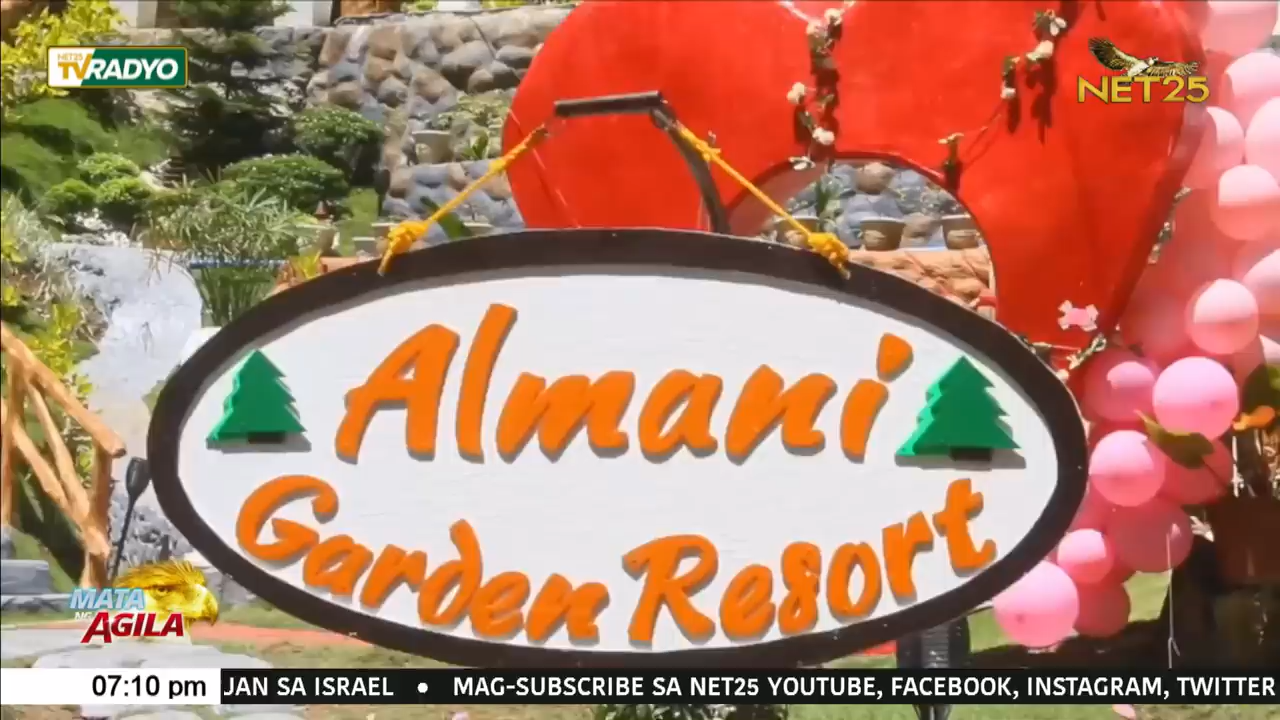 NET25
TVRADYO
NET25
Almani
Garden Resort
MATA
NG
AGILA
07:10 pm
JAN SA ISRAEL • MAG-SUBSCRIBE SA NET25 YOUTUBE, FACEBOOK, INSTAGRAM, TWITTER